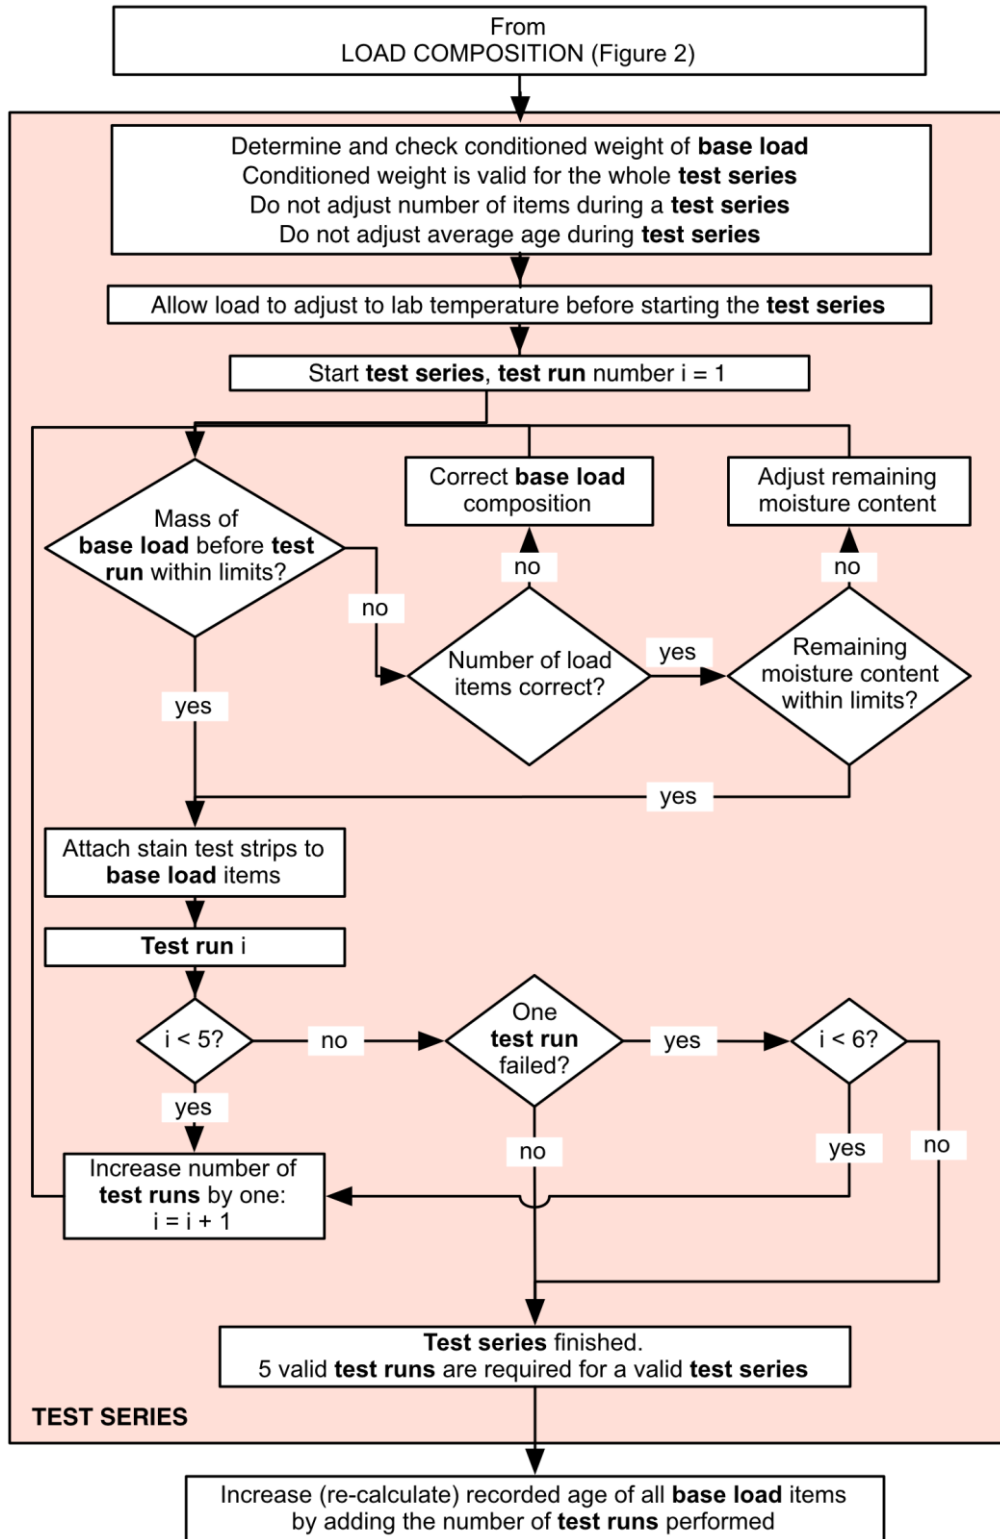 From
LOAD COMPOSITION (Figure 2)
Determine and check conditioned weight of base load
Conditioned weight is valid for the whole test series
Do not adjust number of items during a test series
Do not adjust average age during test series
Allow load to adjust to lab temperature before starting the test series
Start test series, test run number i = 1
Mass of
base load before test
run within limits?
Correct base load
composition
Adjust remaining
moisture content
no
no
no
Number of load
items correct?
yes
Remaining
moisture content
within limits?
yes
yes
Attach stain test strips to
base load items
Test run i
i < 5?
no
One
test run
failed?
yes
i < 6?
yes
no
yes
no
Increase number of
test runs by one:
i = i + 1
Test series finished.
5 valid test runs are required for a valid test series
TEST SERIES
Increase (re-calculate) recorded age of all base load items
by adding the number of test runs performed